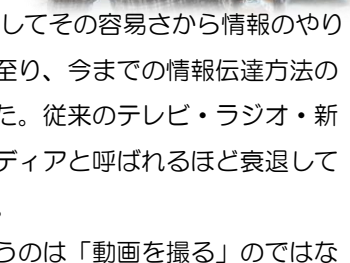 してその容易さから情報のやり
至り、今までの情報伝達方法の
た。従来のテレビ・ラジオ・新
ディアと呼ばれるほど衰退して
。
うのは「動画を撮る」のではな